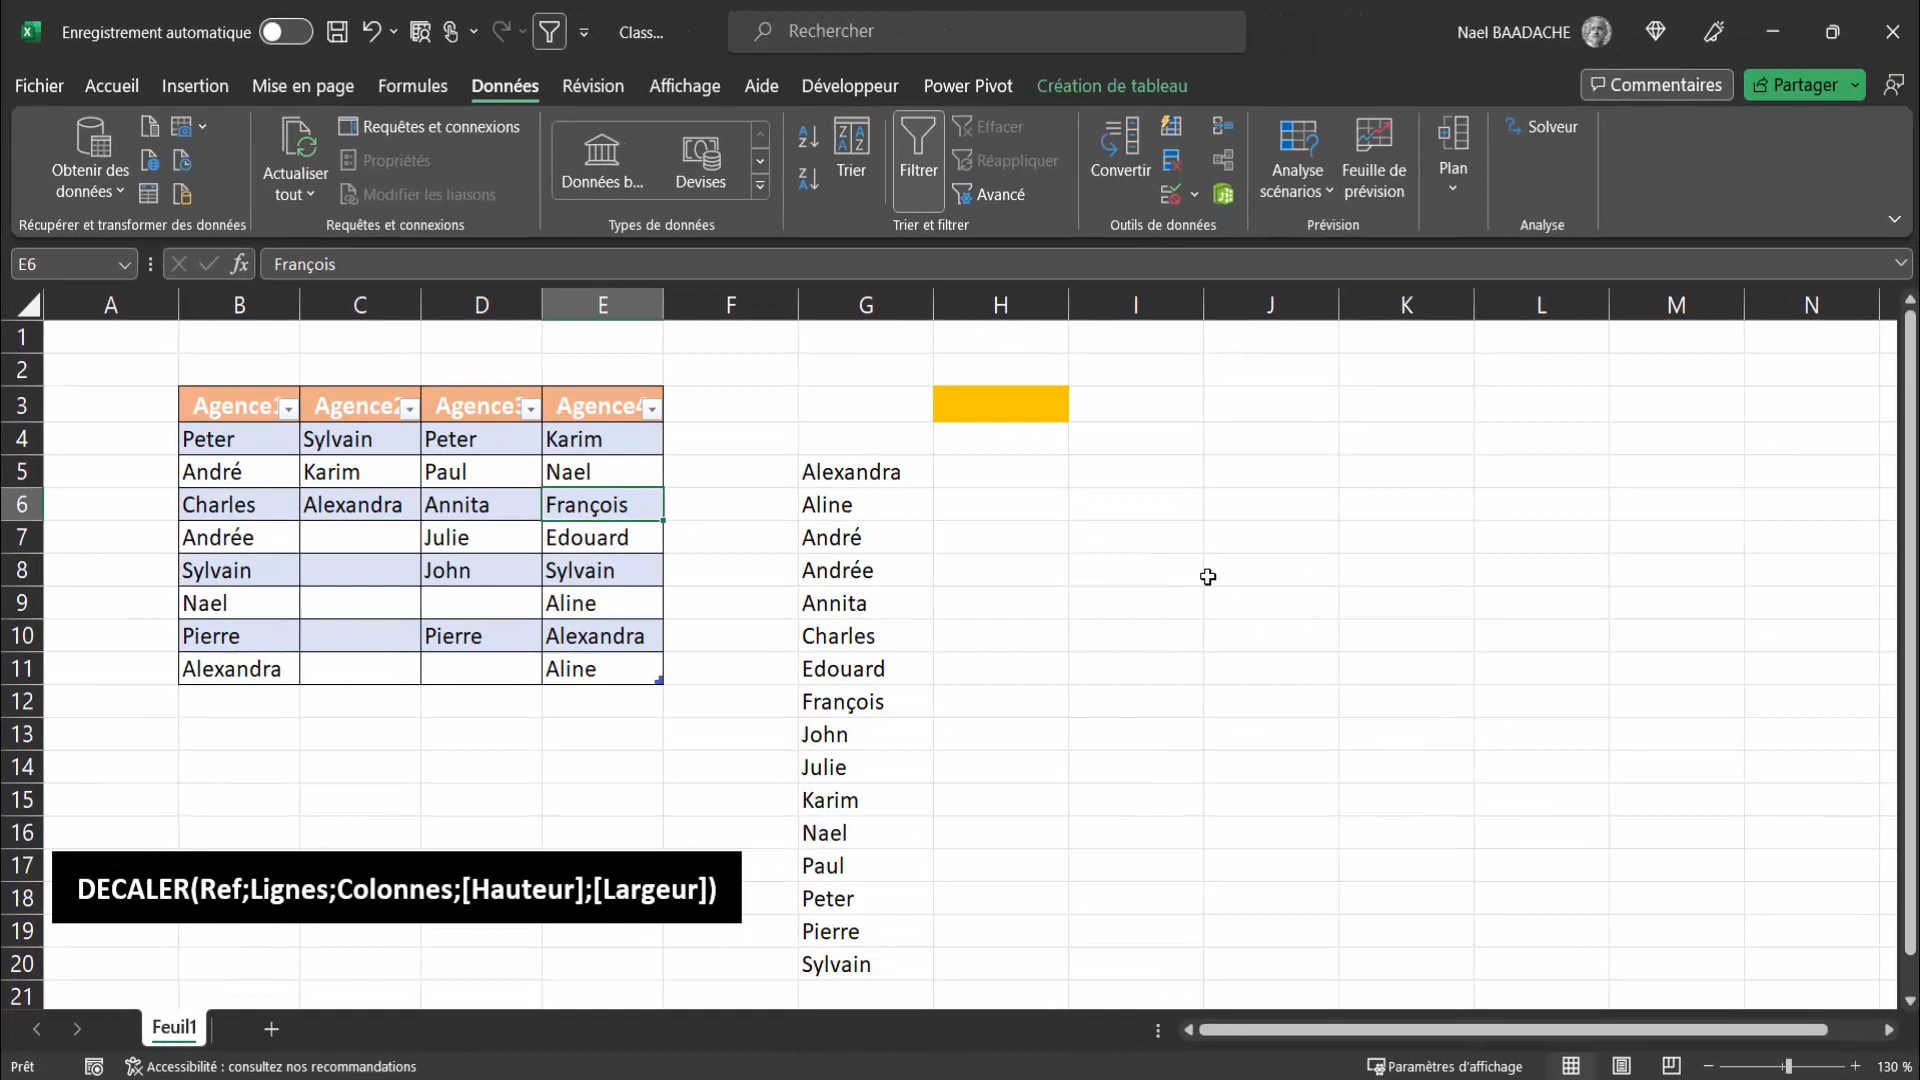 Enregistrement automatique
Class...
Rechercher
Nael BAADACHE
Fichier Accueil Insertion Mise en page Formules Données Révision Affichage Aide Développeur Power Pivot Création de tableau
Commentaires Partager
Obtenir des données
Récupérer et transformer des données
Actualiser tout
Requêtes et connexions
Propriétés
Modifier les liaisons
Requêtes et connexions
Données b...
Devises
Types de données
Trier
Filtrer
Effacer
Réappliquer
Avancé
Trier et filtrer
Convertir
Outils de données
Analyse scénarios
Feuille de prévision
Prévision
Plan
Solveur
Analyse
E6 fx François
A B C D E F G H I J K L M N
1
2
3 Agence1 Agence2 Agence3 Agence4
4 Peter Sylvain Peter Karim
5 André Karim Paul Nael Alexandra
6 Charles Alexandra Annita François Aline
7 Andrée Julie Edouard André
8 Sylvain John Sylvain Andrée
9 Nael Aline Annita
10 Pierre Pierre Alexandra Charles
11 Alexandra Aline Edouard
12 François
13 John
14 Julie
15 Karim
16 Nael
17 Paul
18 Peter
19 Pierre
20 Sylvain
21
DECALER(Ref;Lignes;Colonnes;[Hauteur];[Largeur])
Feuil1
Prêt
Accessibilité : consultez nos recommandations
Paramètres d'affichage
130 %